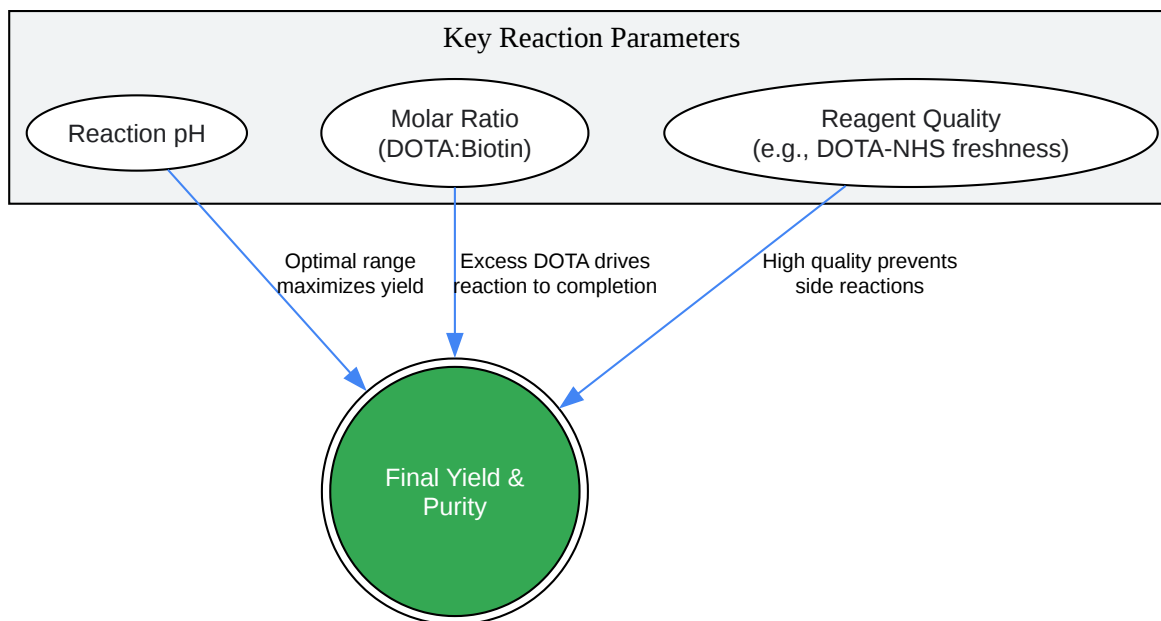 Key Reaction Parameters
Reaction pH
Molar Ratio
(DOTA:Biotin)
Reagent Quality
(e.g., DOTA-NHS freshness)
Optimal range
maximizes yield
Excess DOTA drives
reaction to completion
High quality prevents
side reactions
Final Yield &
Purity